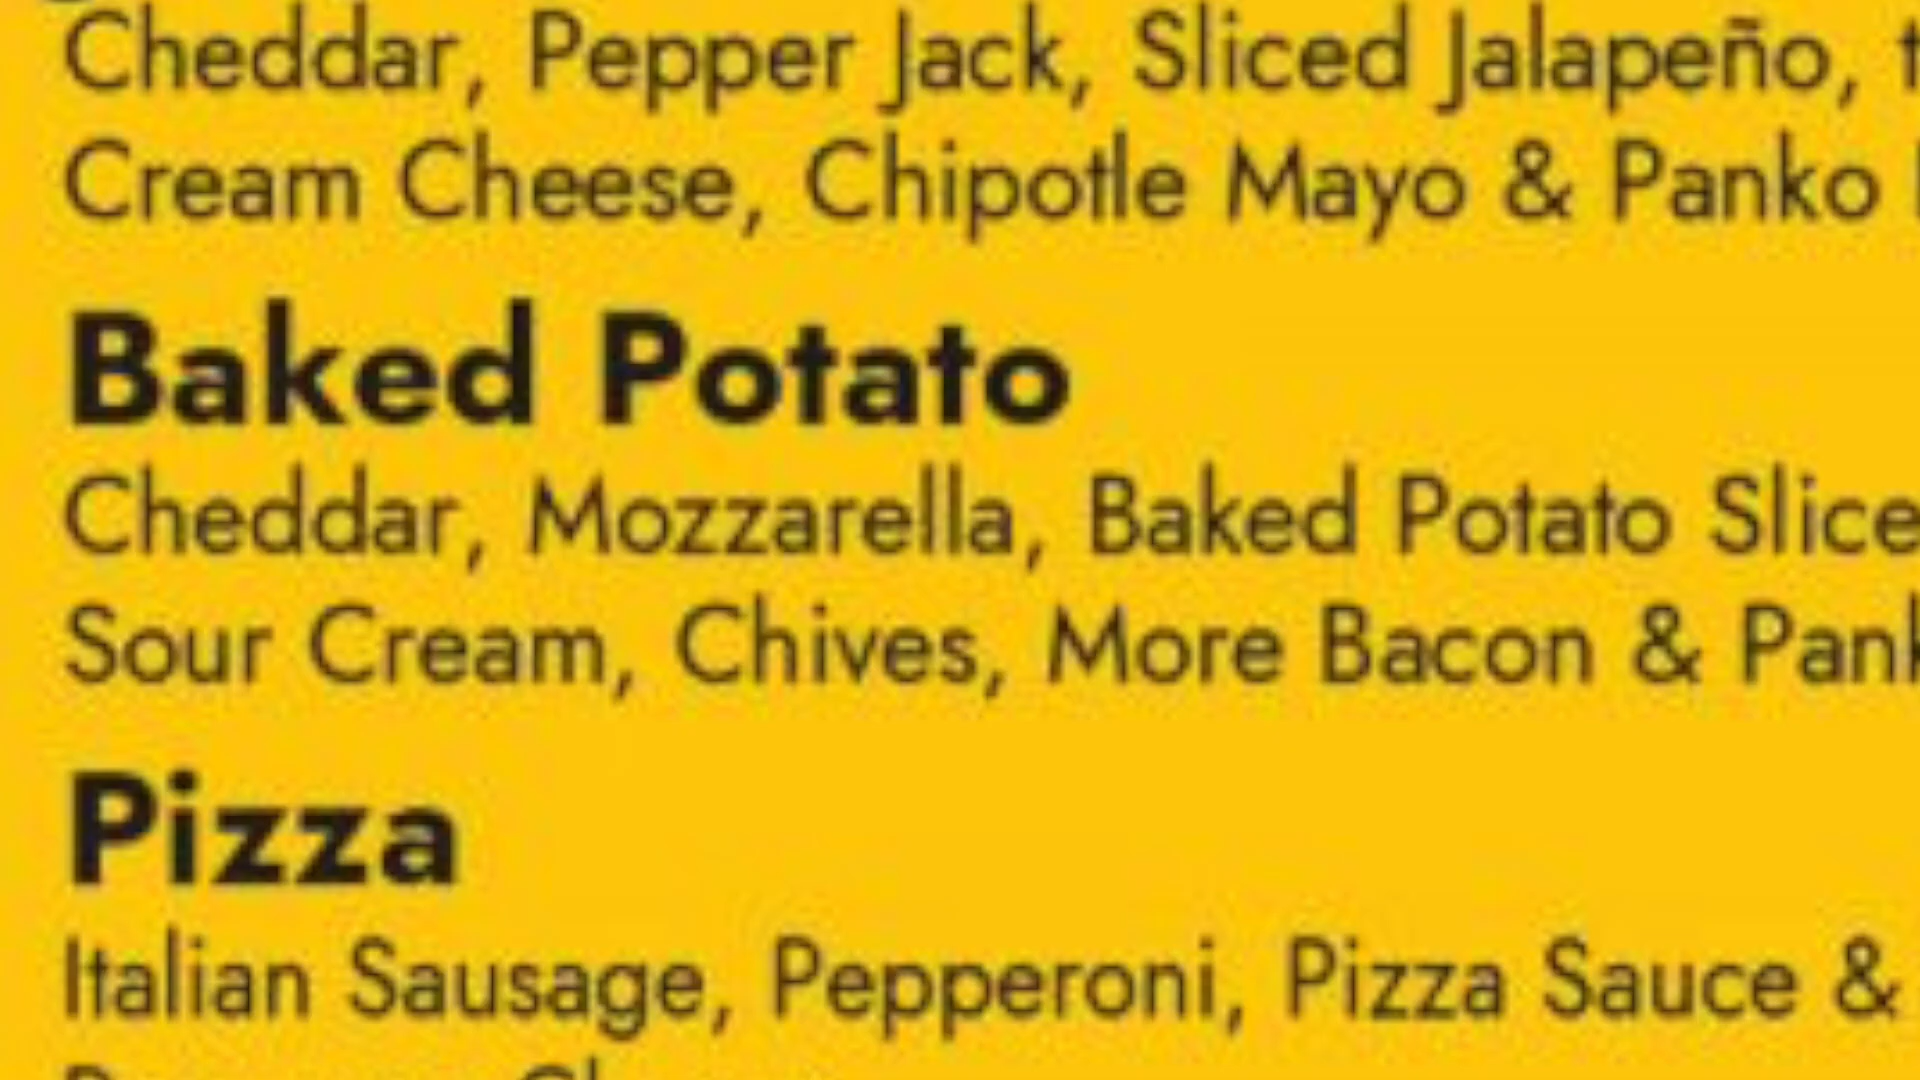 Cheddar, Pepper Jack, Sliced Jalapeño,
Cream Cheese, Chipotle Mayo & Panko
Baked Potato
Cheddar, Mozzarella, Baked Potato Slice
Sour Cream, Chives, More Bacon & Pank
Pizza
Italian Sausage, Pepperoni, Pizza Sauce &